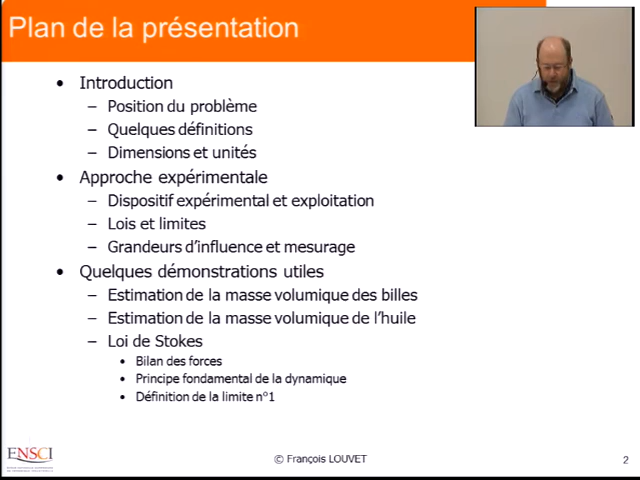 Plan de la présentation
• Introduction
– Position du problème
– Quelques définitions
– Dimensions et unités
• Approche expérimentale
– Dispositif expérimental et exploitation
– Lois et limites
– Grandeurs d'influence et mesurage
• Quelques démonstrations utiles
– Estimation de la masse volumique des billes
– Estimation de la masse volumique de l'huile
– Loi de Stokes
• Bilan des forces
• Principe fondamental de la dynamique
• Définition de la limite n°1
ENSCI
© François LOUVET
2